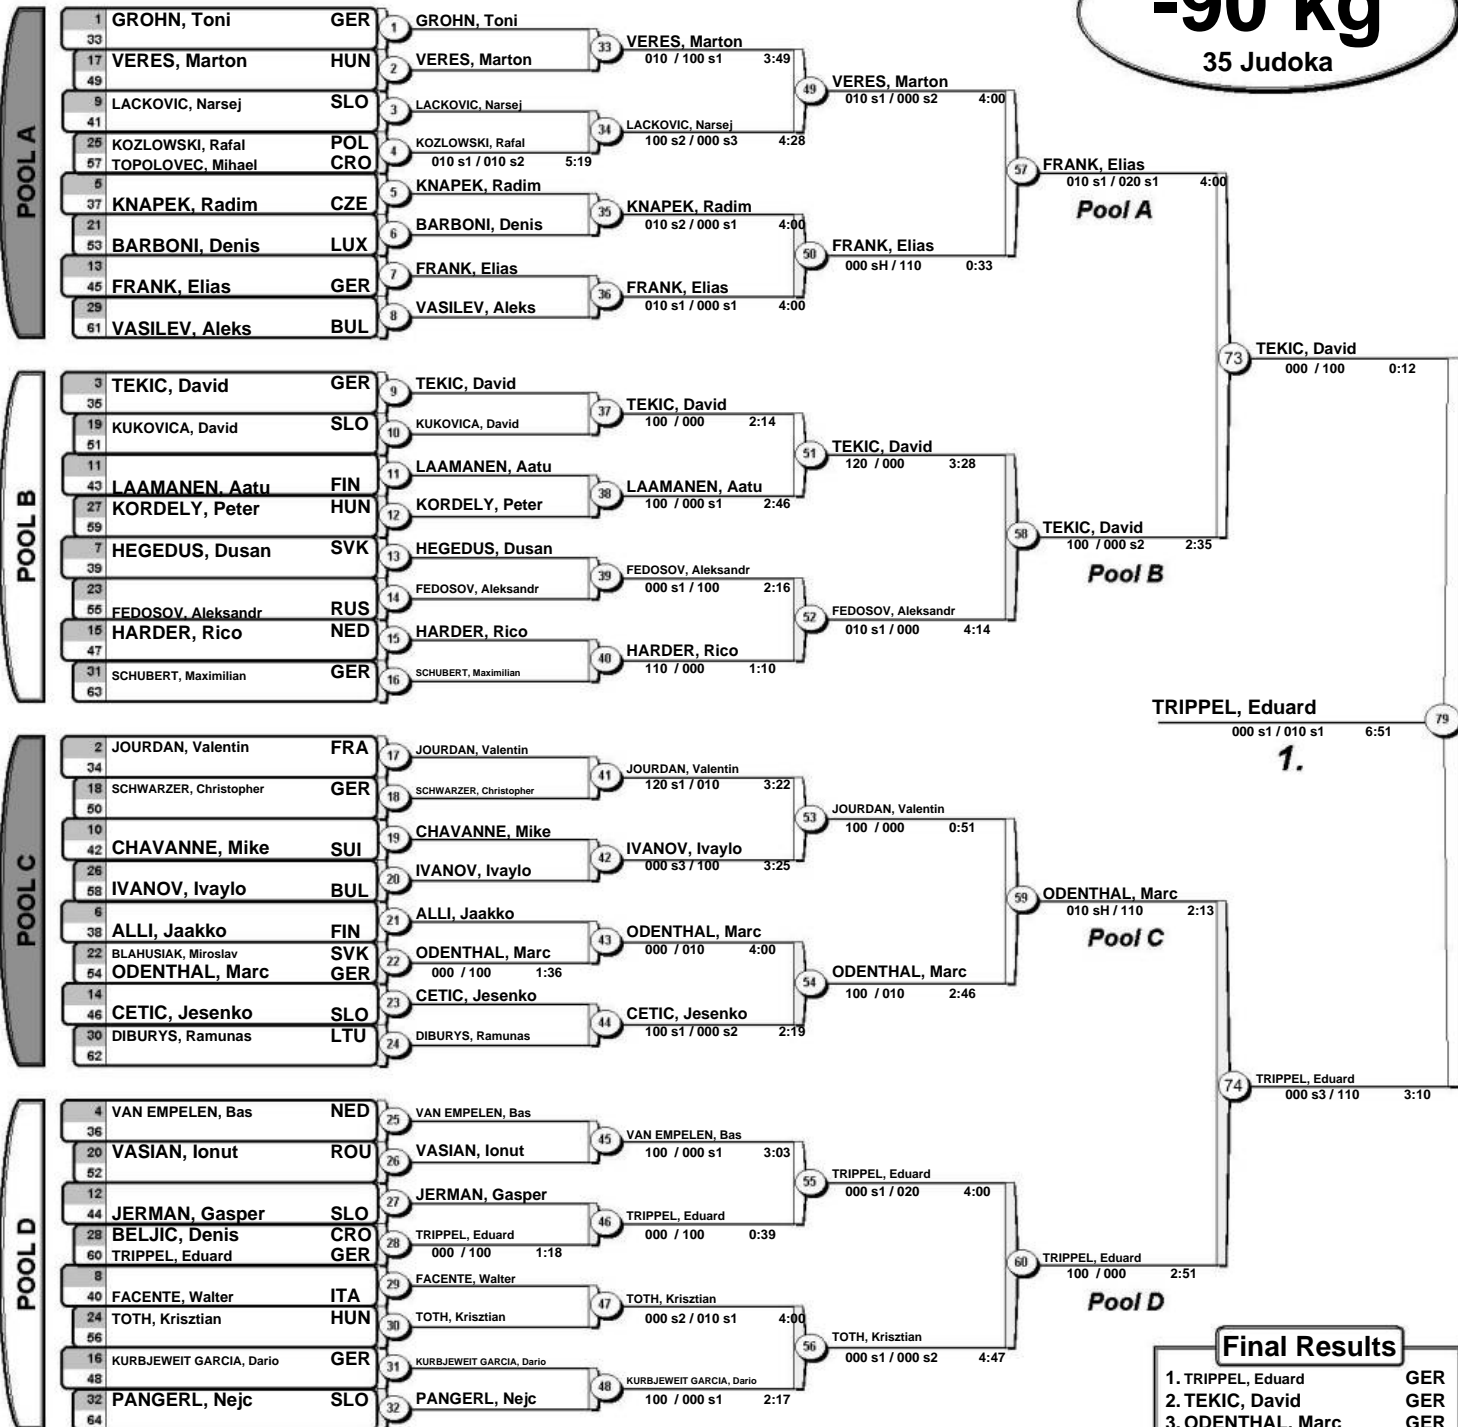 -90 kg
35 Judoka
POOL A
1 GROHN, Toni GER
33
17 VERES, Marton HUN
49
9 LACKOVIC, Narsej SLO
41
25 KOZLOWSKI, Rafal POL
57 TOPOLOVEC, Mihael CRO
5
37 KNAPEK, Radim CZE
21
53 BARBONI, Denis LUX
13
45 FRANK, Elias GER
29
61 VASILEV, Aleks BUL
1 GROHN, Toni
2 VERES, Marton
3 LACKOVIC, Narsej
4 KOZLOWSKI, Rafal
010 s1 / 010 s2 5:19
5 KNAPEK, Radim
6 BARBONI, Denis
7 FRANK, Elias
8 VASILEV, Aleks
33 VERES, Marton
010 / 100 s1 3:49
34 LACKOVIC, Narsej
100 s2 / 000 s3 4:28
35 KNAPEK, Radim
010 s2 / 000 s1 4:00
36 FRANK, Elias
010 s1 / 000 s1 4:00
49 VERES, Marton
010 s1 / 000 s2 4:00
50 FRANK, Elias
000 sH / 110 0:33
57 FRANK, Elias
010 s1 / 020 s1 4:00
Pool A
POOL B
3 TEKIC, David GER
35
19 KUKOVICA, David SLO
51
11
43 LAAMANEN, Aatu FIN
27 KORDELY, Peter HUN
59
7 HEGEDUS, Dusan SVK
39
23
55 FEDOSOV, Aleksandr RUS
15 HARDER, Rico NED
47
31 SCHUBERT, Maximilian GER
63
9 TEKIC, David
10 KUKOVICA, David
11 LAAMANEN, Aatu
12 KORDELY, Peter
13 HEGEDUS, Dusan
14 FEDOSOV, Aleksandr
15 HARDER, Rico
16 SCHUBERT, Maximilian
37 TEKIC, David
100 / 000 2:14
38 LAAMANEN, Aatu
100 / 000 s1 2:46
39 FEDOSOV, Aleksandr
000 s1 / 100 2:16
40 HARDER, Rico
110 / 000 1:10
51 TEKIC, David
120 / 000 3:28
52 FEDOSOV, Aleksandr
010 s1 / 000 4:14
58 TEKIC, David
100 / 000 s2 2:35
Pool B
73 TEKIC, David
000 / 100 0:12
TRIPPEL, Eduard
79
000 s1 / 010 s1 6:51
1.
POOL C
2 JOURDAN, Valentin FRA
34
18 SCHWARZER, Christopher GER
50
10
42 CHAVANNE, Mike SUI
26
58 IVANOV, Ivaylo BUL
6
38 ALLI, Jaakko FIN
22 BLAHUSIAK, Miroslav SVK
54 ODENTHAL, Marc GER
14
46 CETIC, Jesenko SLO
30 DIBURYS, Ramunas LTU
62
17 JOURDAN, Valentin
18 SCHWARZER, Christopher
19 CHAVANNE, Mike
20 IVANOV, Ivaylo
21 ALLI, Jaakko
22 ODENTHAL, Marc
000 / 100 1:36
23 CETIC, Jesenko
24 DIBURYS, Ramunas
41 JOURDAN, Valentin
120 s1 / 010 3:22
42 IVANOV, Ivaylo
000 s3 / 100 3:25
43 ODENTHAL, Marc
000 / 010 4:00
44 CETIC, Jesenko
100 s1 / 000 s2 2:19
53 JOURDAN, Valentin
100 / 000 0:51
54 ODENTHAL, Marc
100 / 010 2:46
59 ODENTHAL, Marc
010 sH / 110 2:13
Pool C
74 TRIPPEL, Eduard
000 s3 / 110 3:10
POOL D
4 VAN EMPELEN, Bas NED
36
20 VASIAN, Ionut ROU
52
12
44 JERMAN, Gasper SLO
28 BELJIC, Denis CRO
60 TRIPPEL, Eduard GER
8
40 FACENTE, Walter ITA
24 TOTH, Krisztian HUN
56
16 KURBJEWEIT GARCIA, Dario GER
48
32 PANGERL, Nejc SLO
64
25 VAN EMPELEN, Bas
26 VASIAN, Ionut
27 JERMAN, Gasper
28 TRIPPEL, Eduard
000 / 100 1:18
29 FACENTE, Walter
30 TOTH, Krisztian
31 KURBJEWEIT GARCIA, Dario
32 PANGERL, Nejc
45 VAN EMPELEN, Bas
100 / 000 s1 3:03
46 TRIPPEL, Eduard
000 / 100 0:39
47 TOTH, Krisztian
000 s2 / 010 s1 4:00
48 KURBJEWEIT GARCIA, Dario
100 / 000 s1 2:17
55 TRIPPEL, Eduard
000 s1 / 020 4:00
56 TOTH, Krisztian
000 s1 / 000 s2 4:47
60 TRIPPEL, Eduard
100 / 000 2:51
Pool D
Final Results
1. TRIPPEL, Eduard GER
2. TEKIC, David GER
3. ODENTHAL, Marc GER